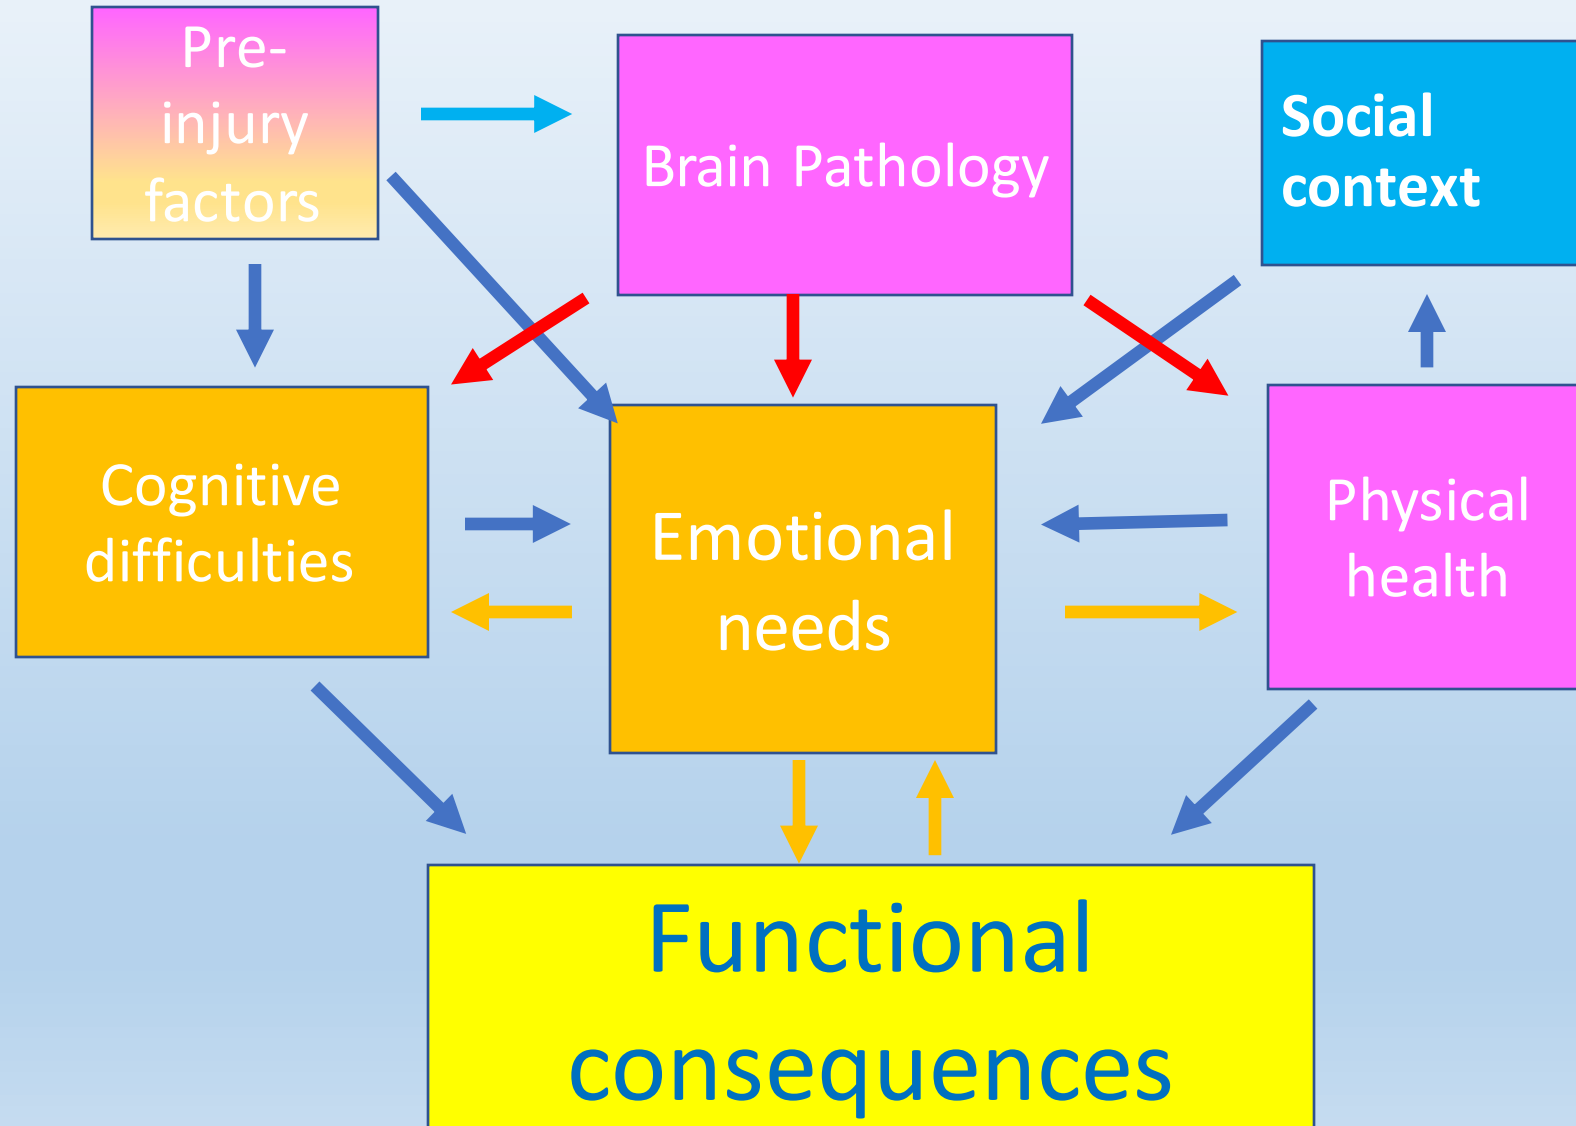 Pre-
injury
factors
Brain Pathology
Social
context
Cognitive
difficulties
Emotional
needs
Physical
health
Functional
consequences